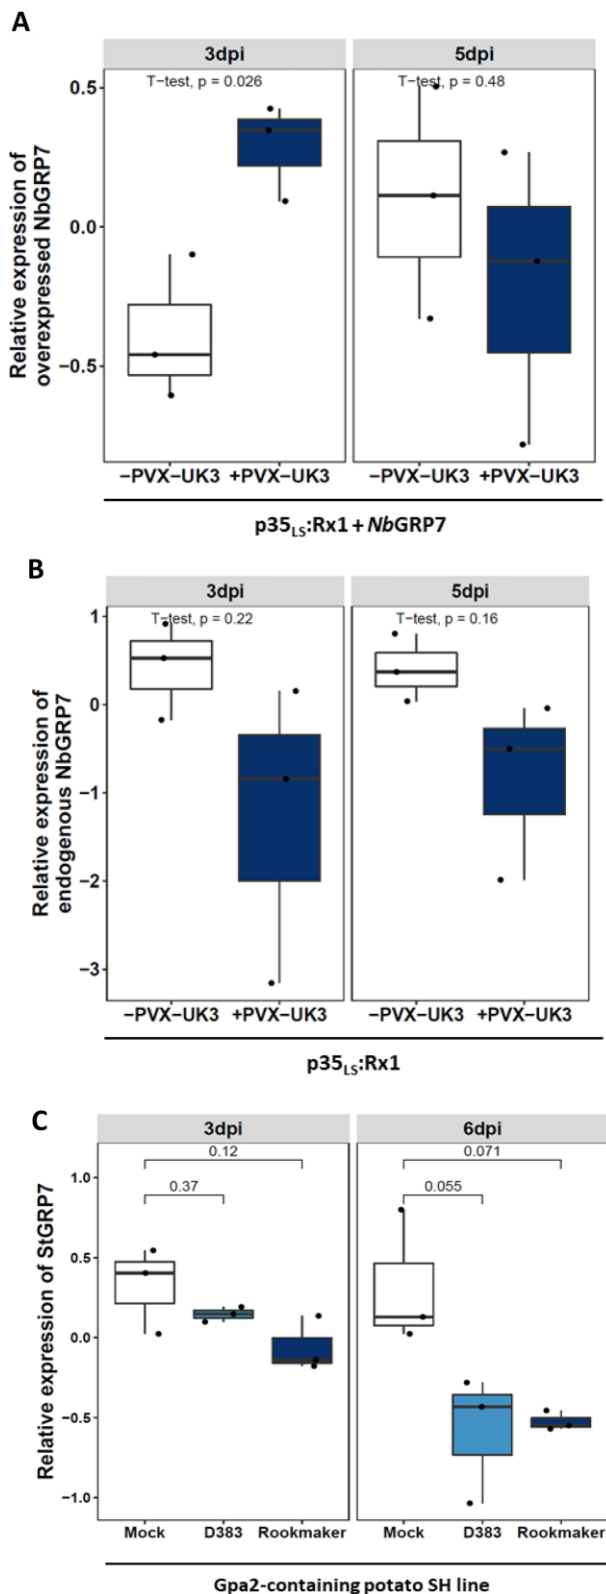 A
3dpi
5dpi
T−test, p = 0.026
T−test, p = 0.48
Relative expression of
overexpressed NbGRP7
0.5
0.0
−0.5
−PVX−UK3
+PVX−UK3
−PVX−UK3
+PVX−UK3
p35LS:Rx1 + NbGRP7
B
3dpi
5dpi
T−test, p = 0.22
T−test, p = 0.16
Relative expression of
endogenous NbGRP7
1
0
−1
−2
−3
−PVX−UK3
+PVX−UK3
−PVX−UK3
+PVX−UK3
p35LS:Rx1
C
3dpi
6dpi
0.12
0.37
0.071
0.055
Relative expression of StGRP7
1.0
0.5
0.0
−0.5
−1.0
Mock
D383
Rookmaker
Mock
D383
Rookmaker
Gpa2-containing potato SH line